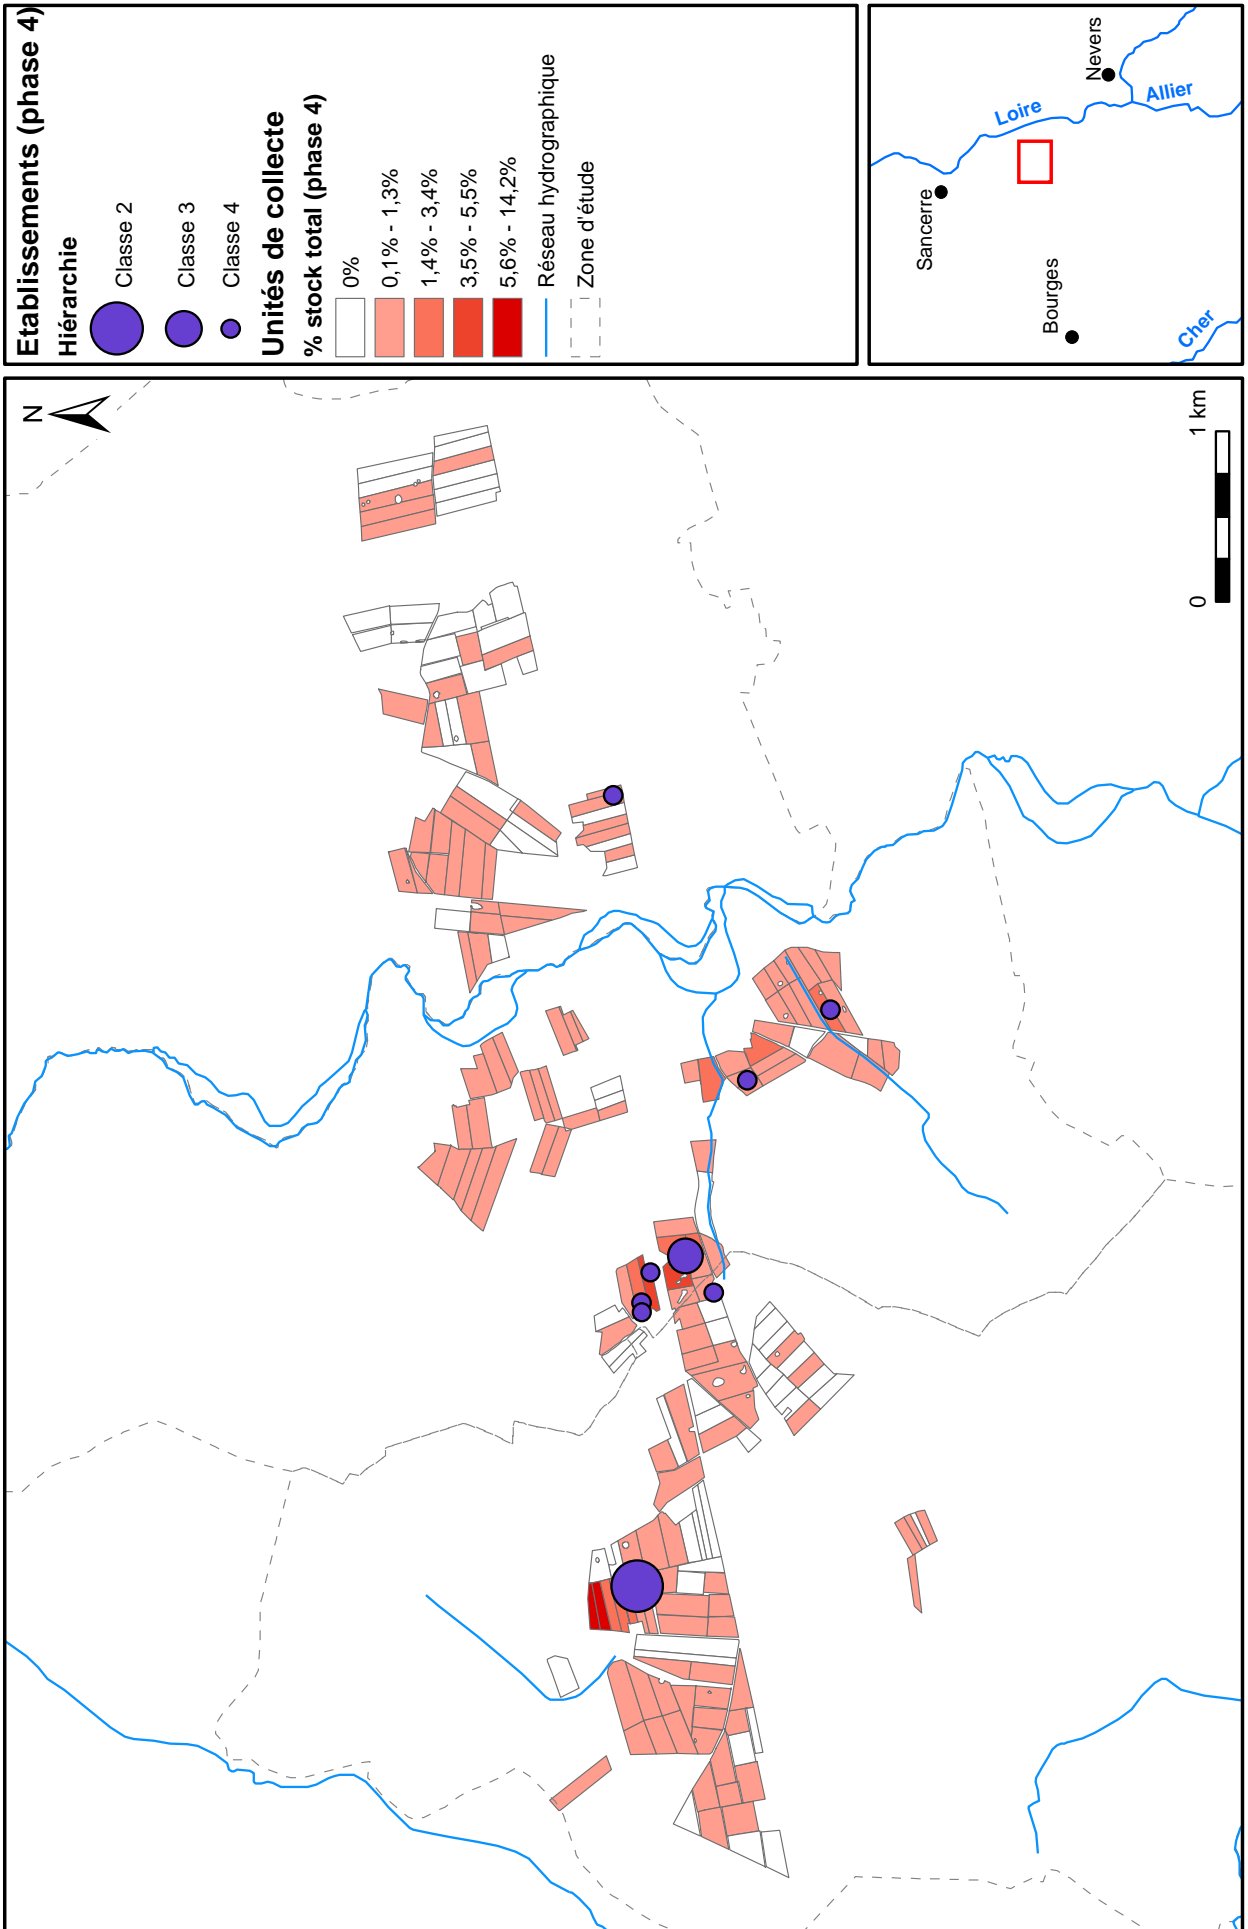 Etablissements (phase 4)
Hiérarchie
Classe 2
Classe 3
Classe 4
Unités de collecte
% stock total (phase 4)
0%
0,1% - 1,3%
1,4% - 3,4%
3,5% - 5,5%
5,6% - 14,2%
Réseau hydrographique
Zone d'étude
Sancerre
Bourges
Nevers
Loire
Allier
Cher
N
0
1 km